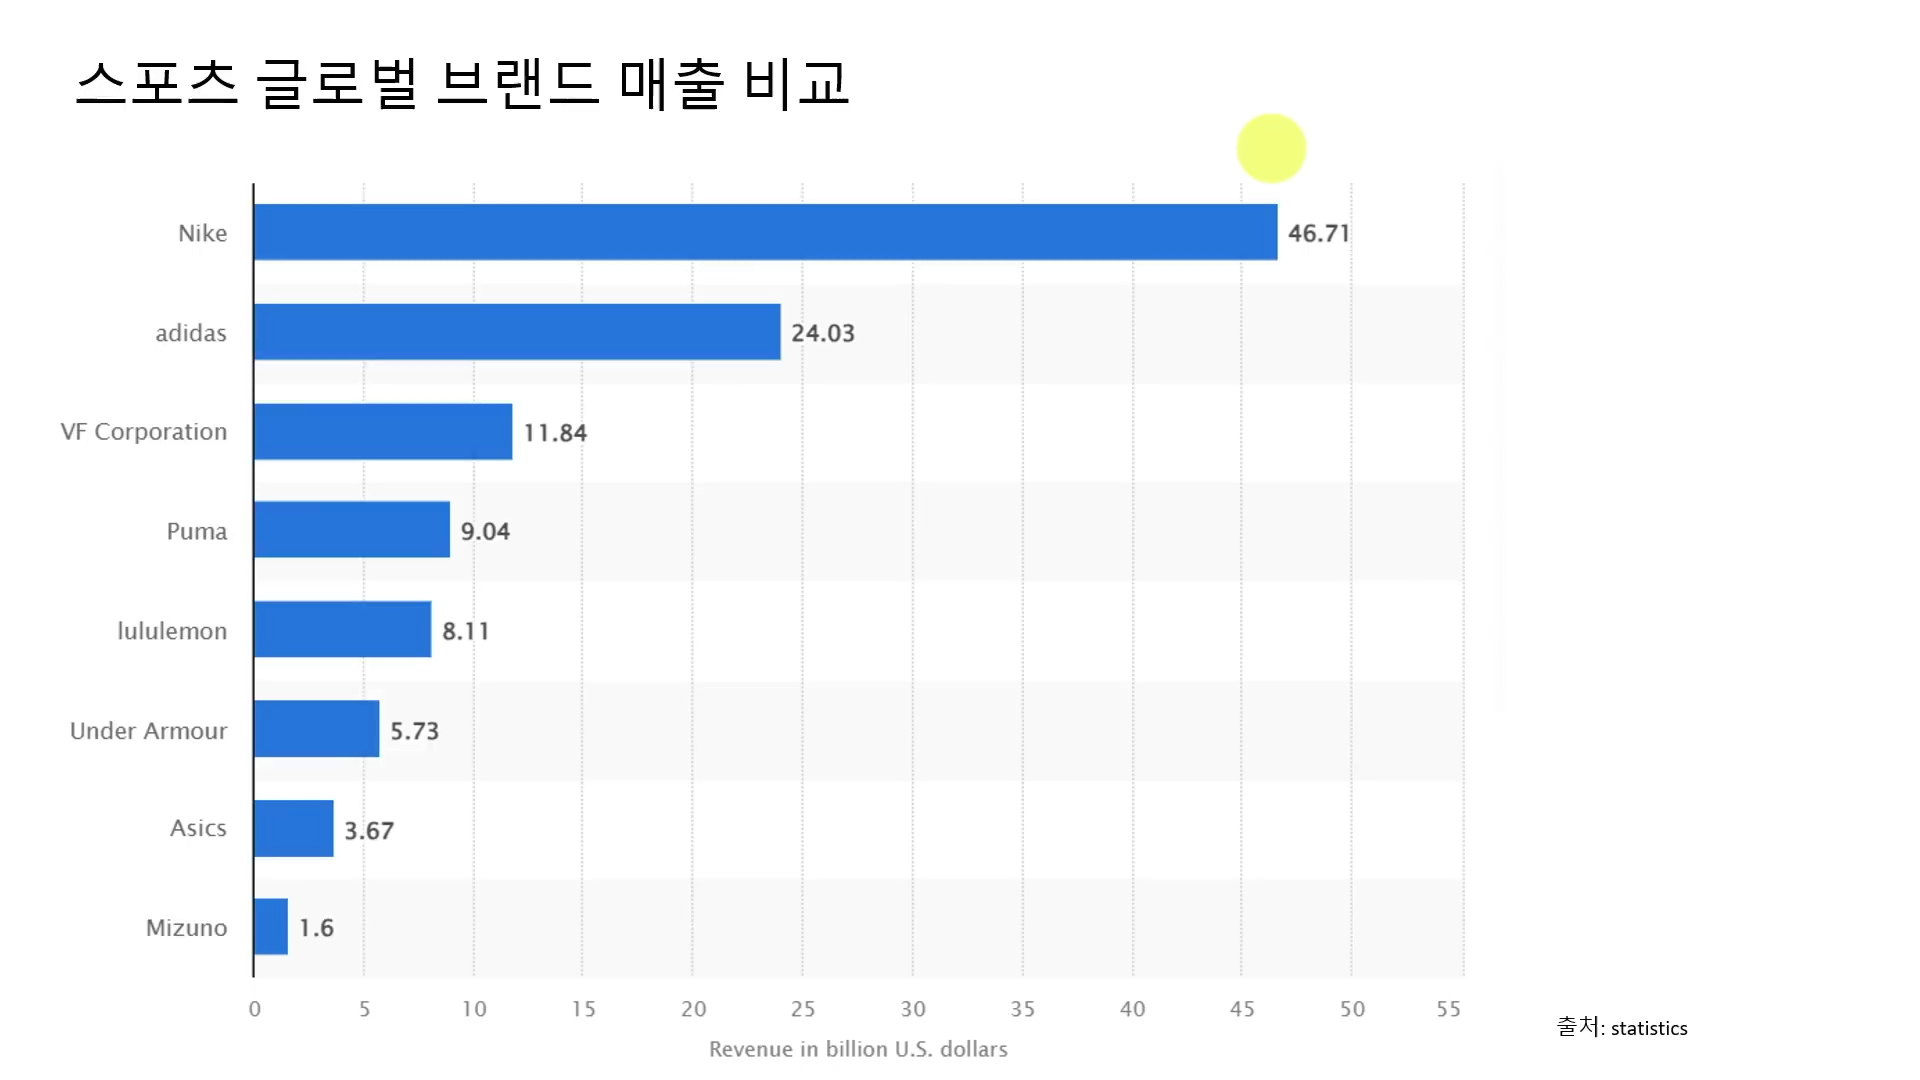 스포츠 글로벌 브랜드 매출 비교
Nike 46.71
adidas 24.03
VF Corporation 11.84
Puma 9.04
lululemon 8.11
Under Armour 5.73
Asics 3.67
Mizuno 1.6
0 5 10 15 20 25 30 35 40 45 50 55
Revenue in billion U.S. dollars
출처: statistics